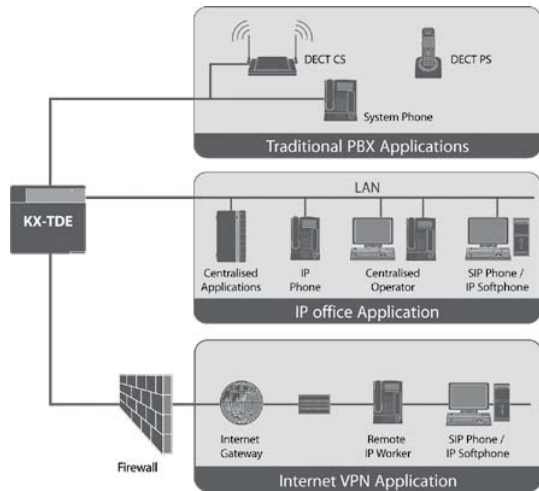 DECT CS
DECT PS
System Phone
Traditional PBX Applications
KX-TDE
LAN
Centralised
Applications
IP
Phone
Centralised
Operator
SIP Phone /
IP Softphone
IP office Application
Firewall
Internet
Gateway
Remote
IP Worker
SIP Phone /
IP Softphone
Internet VPN Application